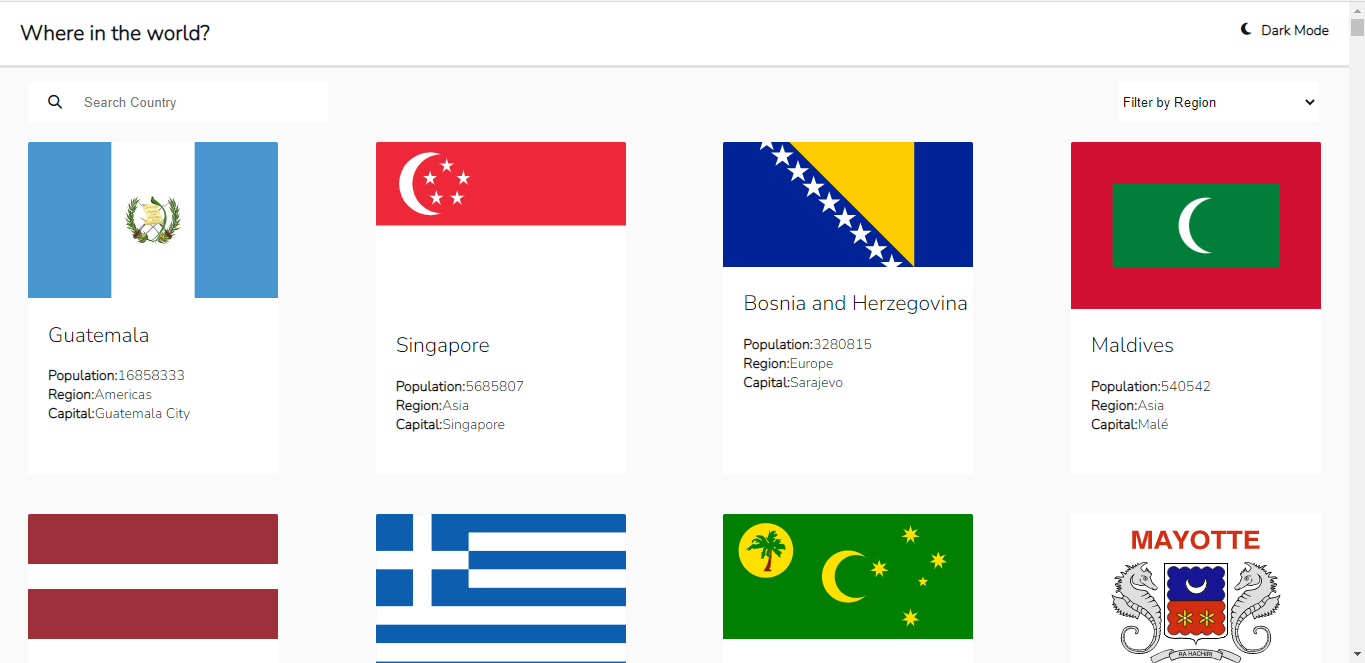 Where in the world?
Dark Mode
Search Country
Filter by Region
Guatemala
Population:16858333
Region:Americas
Capital:Guatemala City
Singapore
Population:5685807
Region:Asia
Capital:Singapore
Bosnia and Herzegovina
Population:3280815
Region:Europe
Capital:Sarajevo
Maldives
Population:540542
Region:Asia
Capital:Malé
MAYOTTE
RA HACHIRI